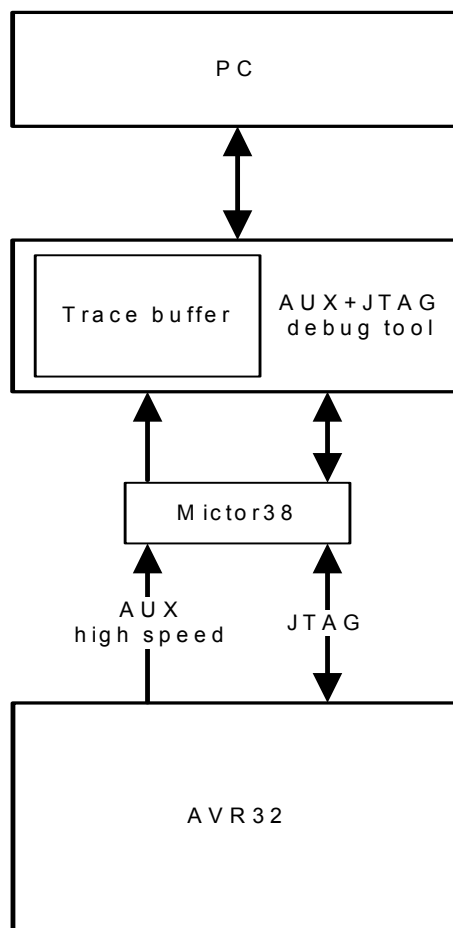 PC
Trace buffer
AUX+JTAG
debug tool
Mictor38
AUX
high speed
JTAG
AVR32